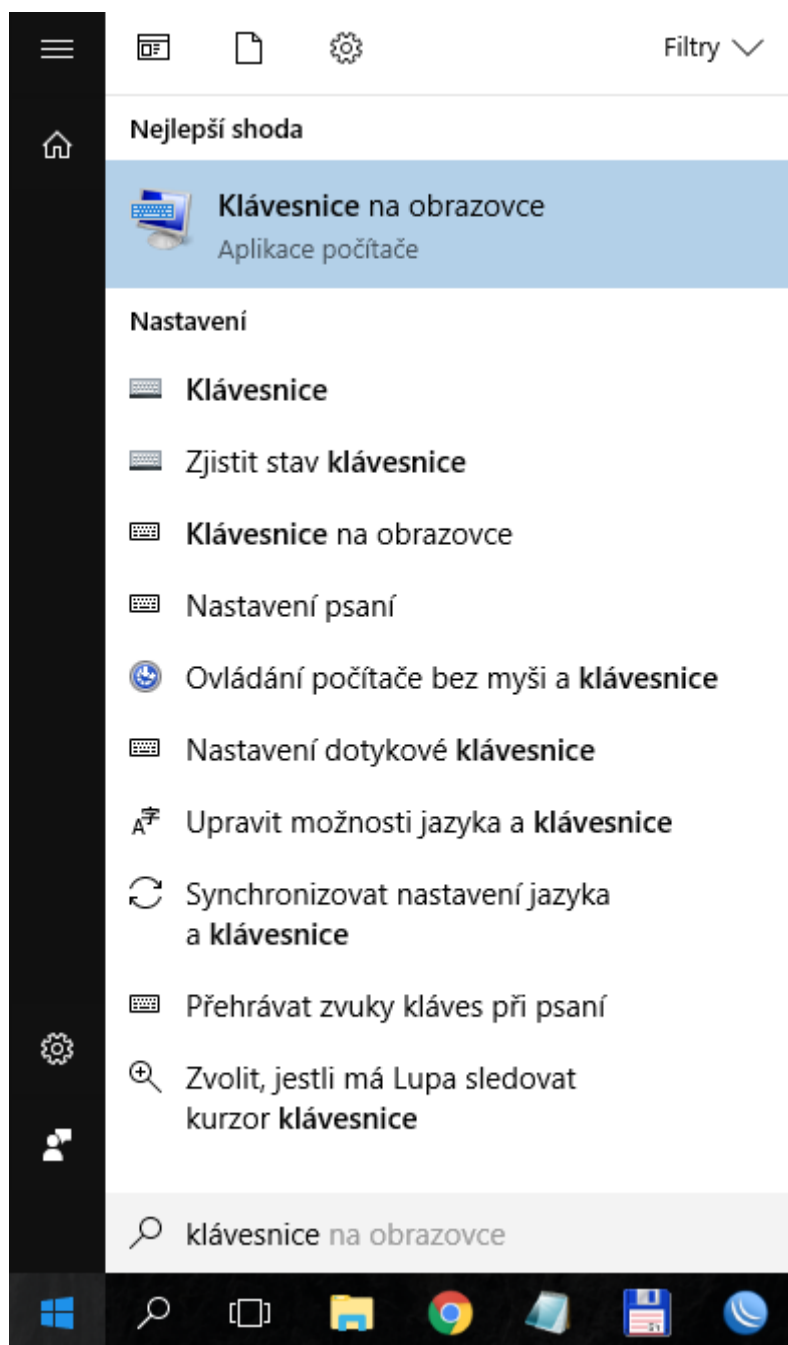 Filtry
Nejlepší shoda
Klávesnice na obrazovce
Aplikace počítače
Nastavení
Klávesnice
Zjistit stav klávesnice
Klávesnice na obrazovce
Nastavení psaní
Ovládání počítače bez myši a klávesnice
Nastavení dotykové klávesnice
Upravit možnosti jazyka a klávesnice
Synchronizovat nastavení jazyka
a klávesnice
Přehrávat zvuky kláves při psaní
Zvolit, jestli má Lupa sledovat
kurzor klávesnice
klávesnice na obrazovce